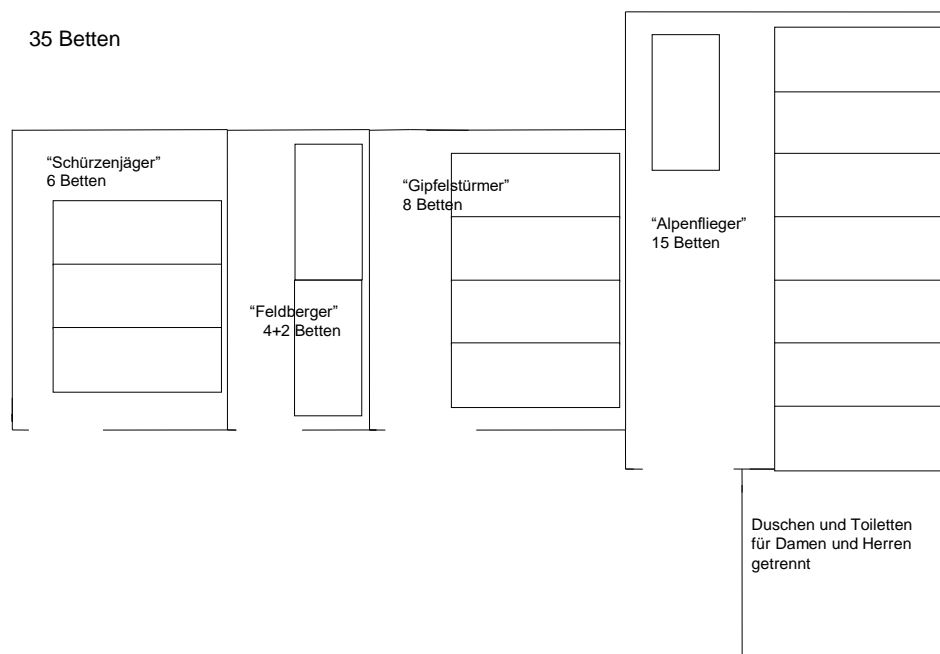 35 Betten
“Schürzenjäger”
6 Betten
“Feldberger”
4+2 Betten
“Gipfelstürmer”
8 Betten
“Alpenflieger”
15 Betten
Duschen und Toiletten
für Damen und Herren
getrennt